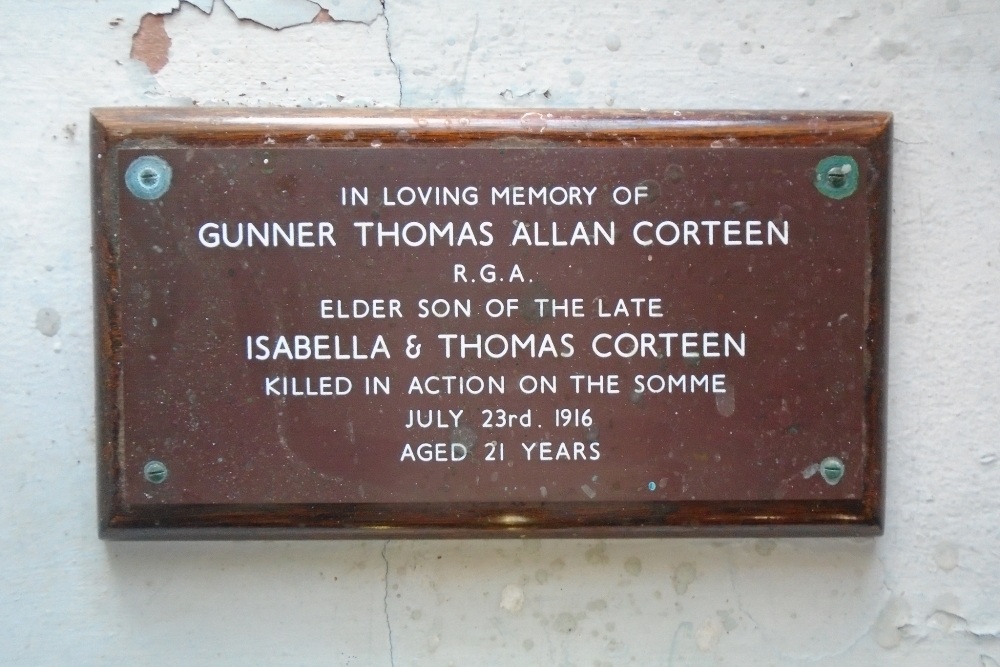 IN LOVING MEMORY OF
GUNNER THOMAS ALLAN CORTEEN
R.G.A.
ELDER SON OF THE LATE
ISABELLA & THOMAS CORTEEN
KILLED IN ACTION ON THE SOMME
JULY 23rd. 1916
AGED 21 YEARS